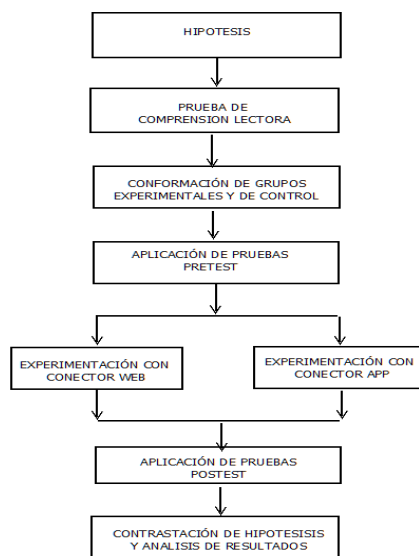 HIPOTESIS
PRUEBA DE
COMPRENSION LECTORA
CONFORMACIÓN DE GRUPOS
EXPERIMENTALES Y DE CONTROL
APLICACIÓN DE PRUEBAS
PRETEST
EXPERIMENTACIÓN CON
CONECTOR WEB
EXPERIMENTACIÓN CON
CONECTOR APP
APLICACIÓN DE PRUEBAS
POSTEST
CONTRASTACIÓN DE HIPOTESISIS
Y ANALISIS DE RESULTADOS